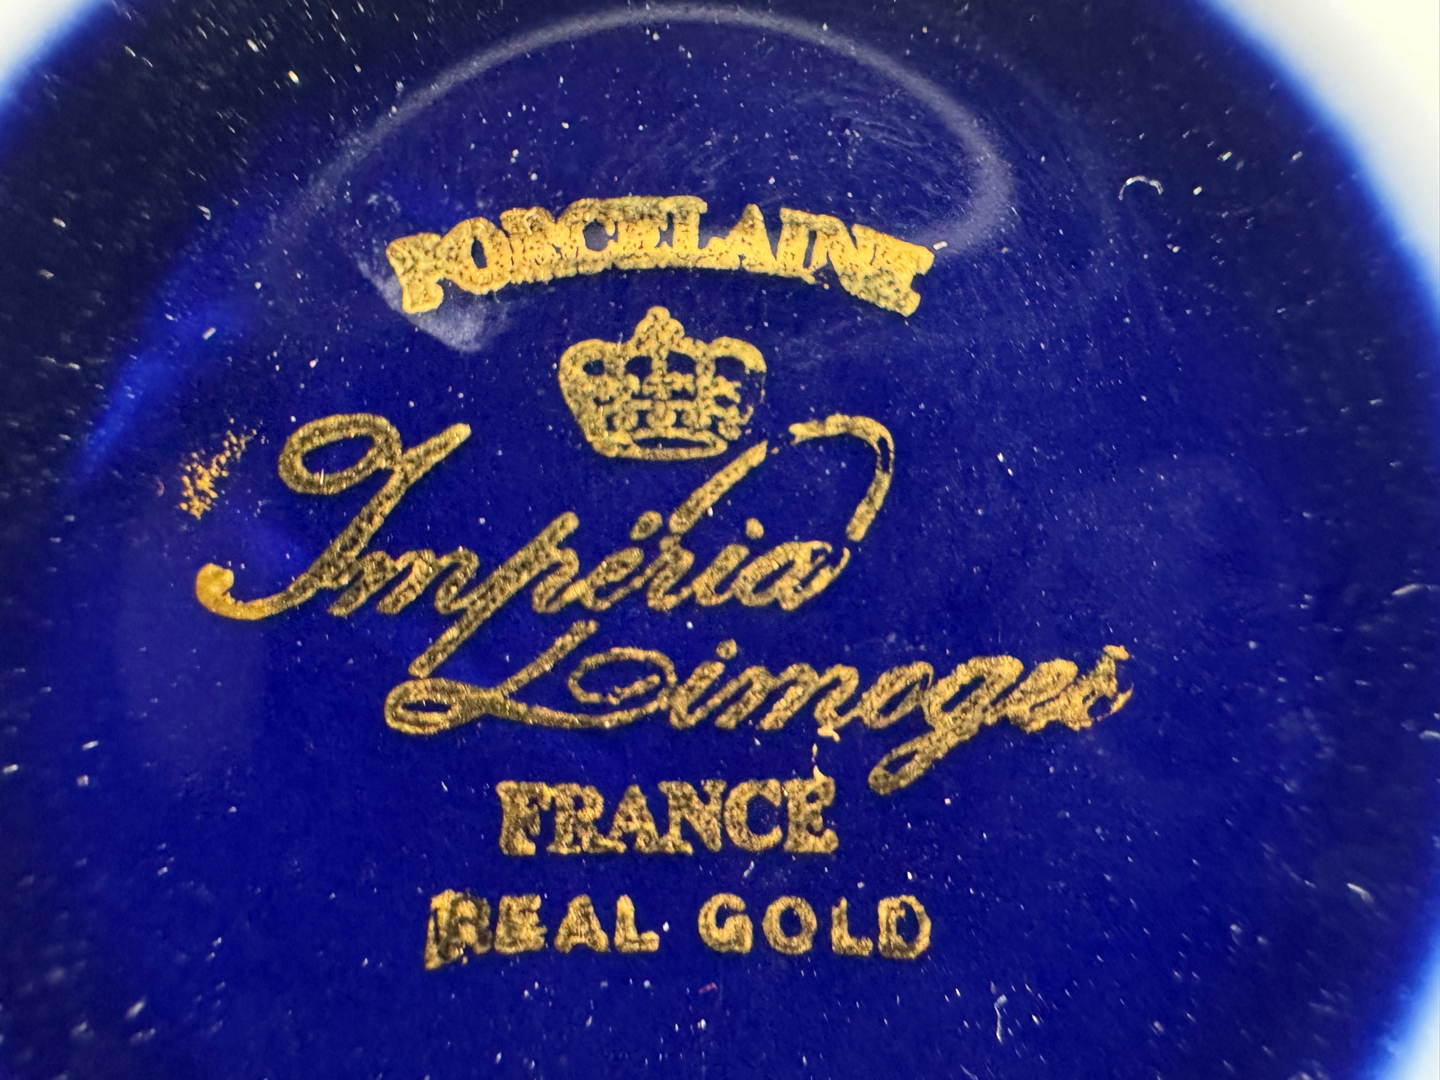 PORCELAINE
Impéria
Limoges
FRANCE
REAL GOLD